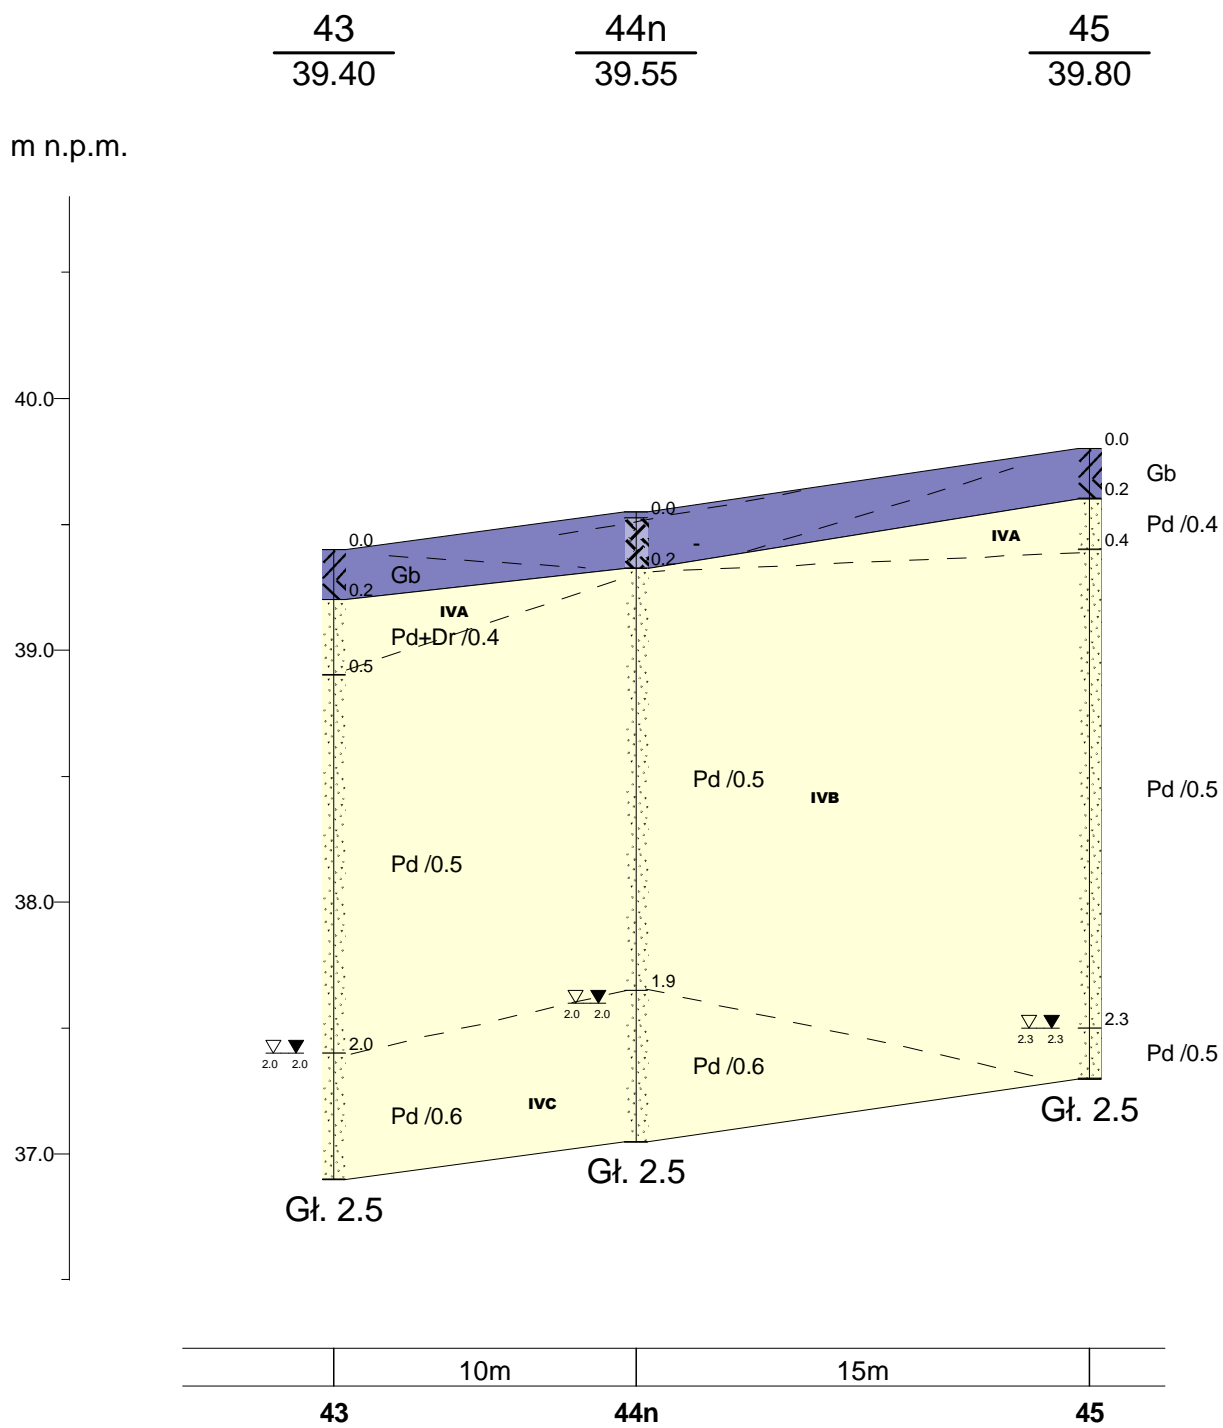 43 44n 45
39.40 39.55 39.80
m n.p.m.
40.0
0.0
Gb
0.2
0.0
Pd /0.4
IVA
0.4
0.0
-
0.2
Gb
0.2
IVA
Pd+Dr /0.4
39.0
0.5
Pd /0.5
Pd /0.5
IVB
Pd /0.5
38.0
1.9
2.0 2.0
2.3
2.3 2.3
2.0
2.0 2.0
Pd /0.5
Pd /0.6
IVC
Pd /0.6
Gł. 2.5
37.0
Gł. 2.5
Gł. 2.5
10m 15m
43 44n 45